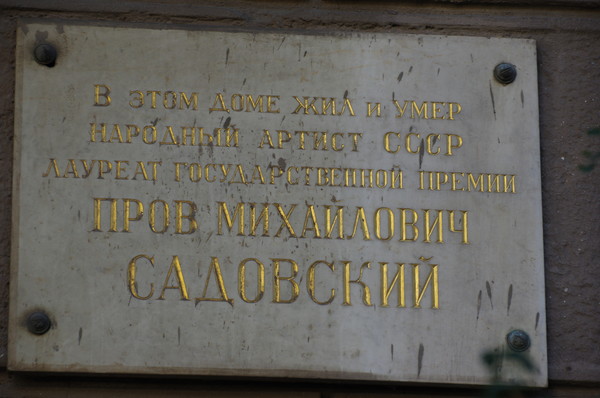 В ЭТОМ ДОМЕ ЖИЛ И УМЕР
НАРОДНЫЙ АРТИСТ СССР
ЛАУРЕАТ ГОСУДАРСТВЕННОЙ ПРЕМИИ
ПРОВ МИХАЙЛОВИЧ
САДОВСКИЙ